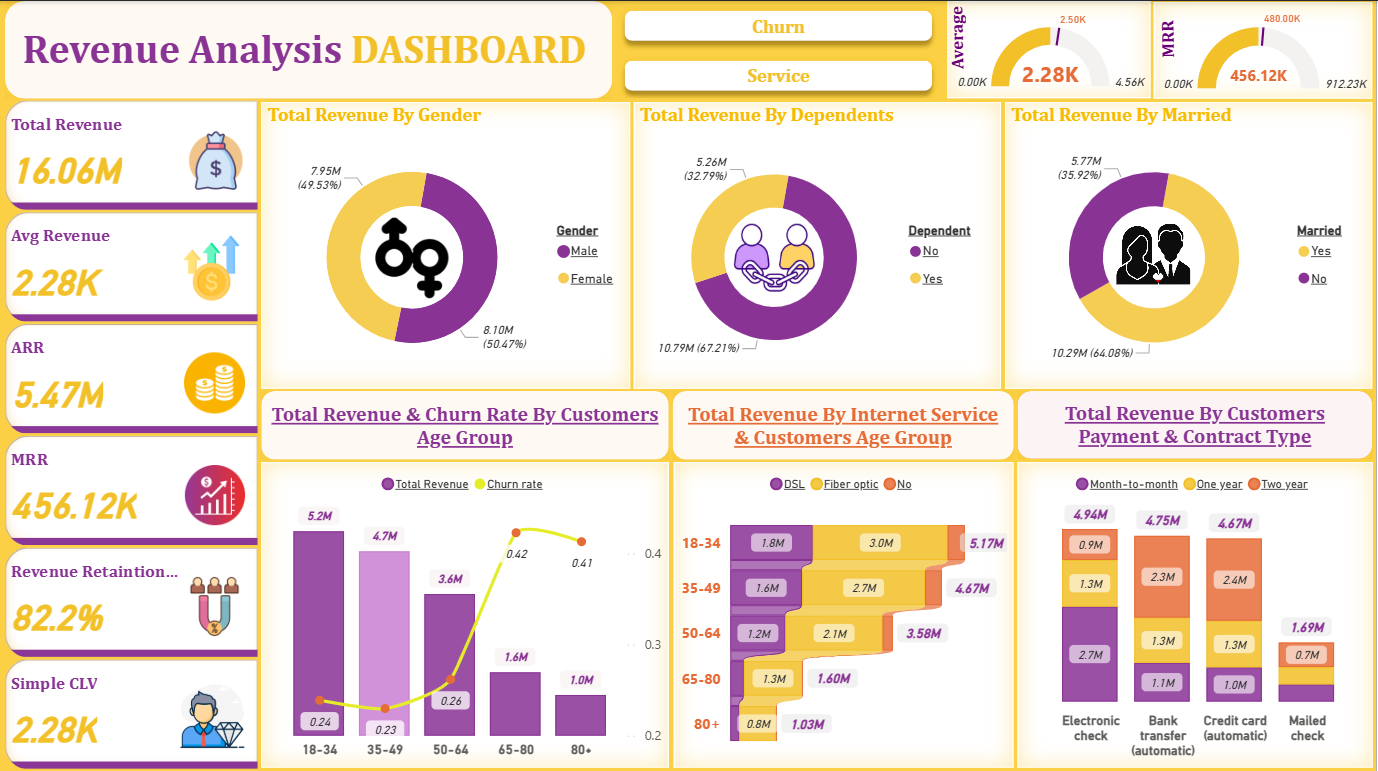 Revenue Analysis DASHBOARD
Churn
Service
Average
2.50K
0.00K
2.28K
4.56K
MRR
480.00K
0.00K
456.12K
912.23K
Total Revenue
16.06M
$
Avg Revenue
2.28K
$
ARR
5.47M
$
$
MRR
456.12K
$
Revenue Retaintion...
82.2%
%
Simple CLV
2.28K
Total Revenue By Gender
7.95M
(49.53%)
8.10M
(50.47%)
Gender
Male
Female
Total Revenue By Dependents
5.26M
(32.79%)
10.79M (67.21%)
Dependent
No
Yes
Total Revenue By Married
5.77M
(35.92%)
10.29M (64.08%)
Married
Yes
No
Total Revenue & Churn Rate By Customers
Age Group
Total Revenue
Churn rate
5.2M
4.7M
3.6M
1.6M
1.0M
0.24
0.23
0.26
0.42
0.41
0.4
0.3
0.2
18-34
35-49
50-64
65-80
80+
Total Revenue By Internet Service
& Customers Age Group
DSL
Fiber optic
No
18-34
1.8M
3.0M
5.17M
35-49
1.6M
2.7M
4.67M
50-64
1.2M
2.1M
3.58M
65-80
1.3M
1.60M
80+
0.8M
1.03M
Total Revenue By Customers
Payment & Contract Type
Month-to-month
One year
Two year
4.94M
0.9M
1.3M
2.7M
4.75M
2.3M
1.3M
1.1M
4.67M
2.4M
1.3M
1.0M
1.69M
0.7M
Electronic
check
Bank
transfer
(automatic)
Credit card
(automatic)
Mailed
check